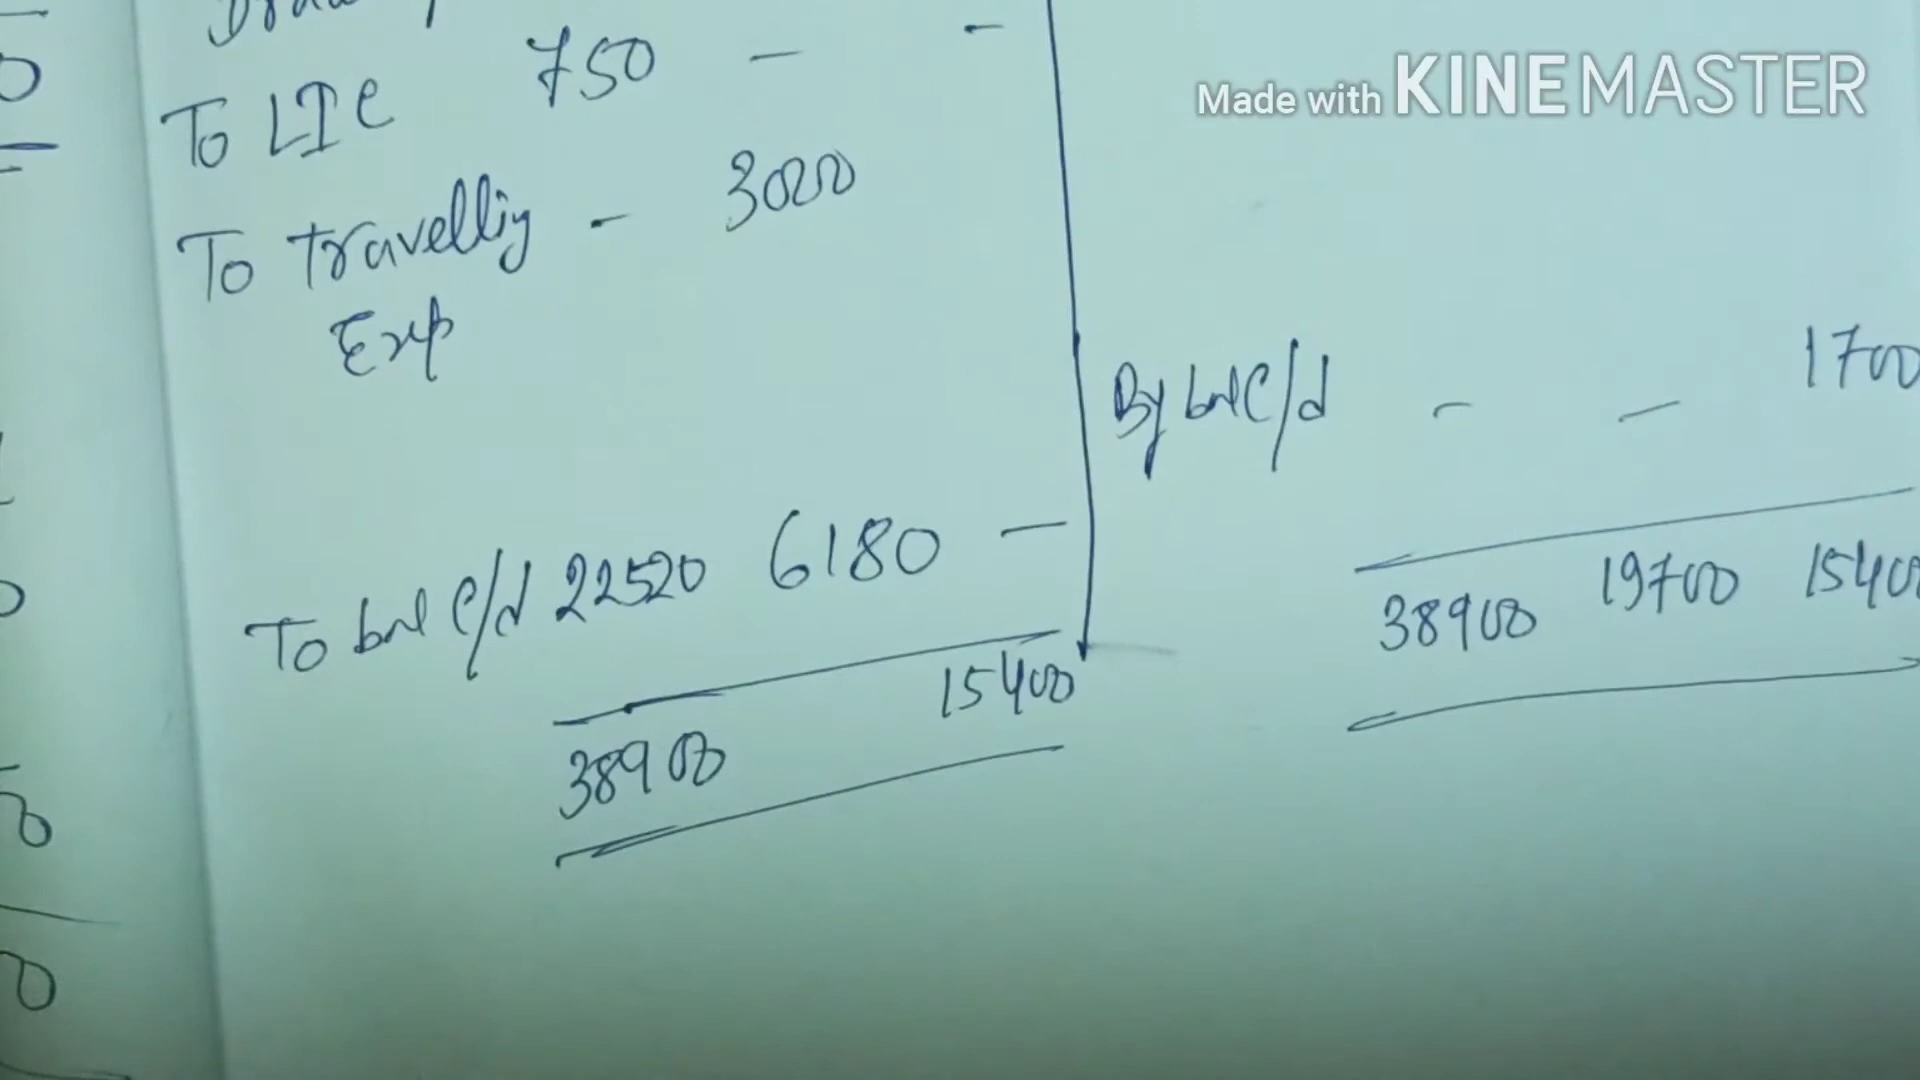 Made with KINEMASTER
To LIC 750 - -
To travelling - 3000
Exp
By bal C/d - - 1700
To bal C/d 22520 6180 -
38900 15400
38900 19700 15400